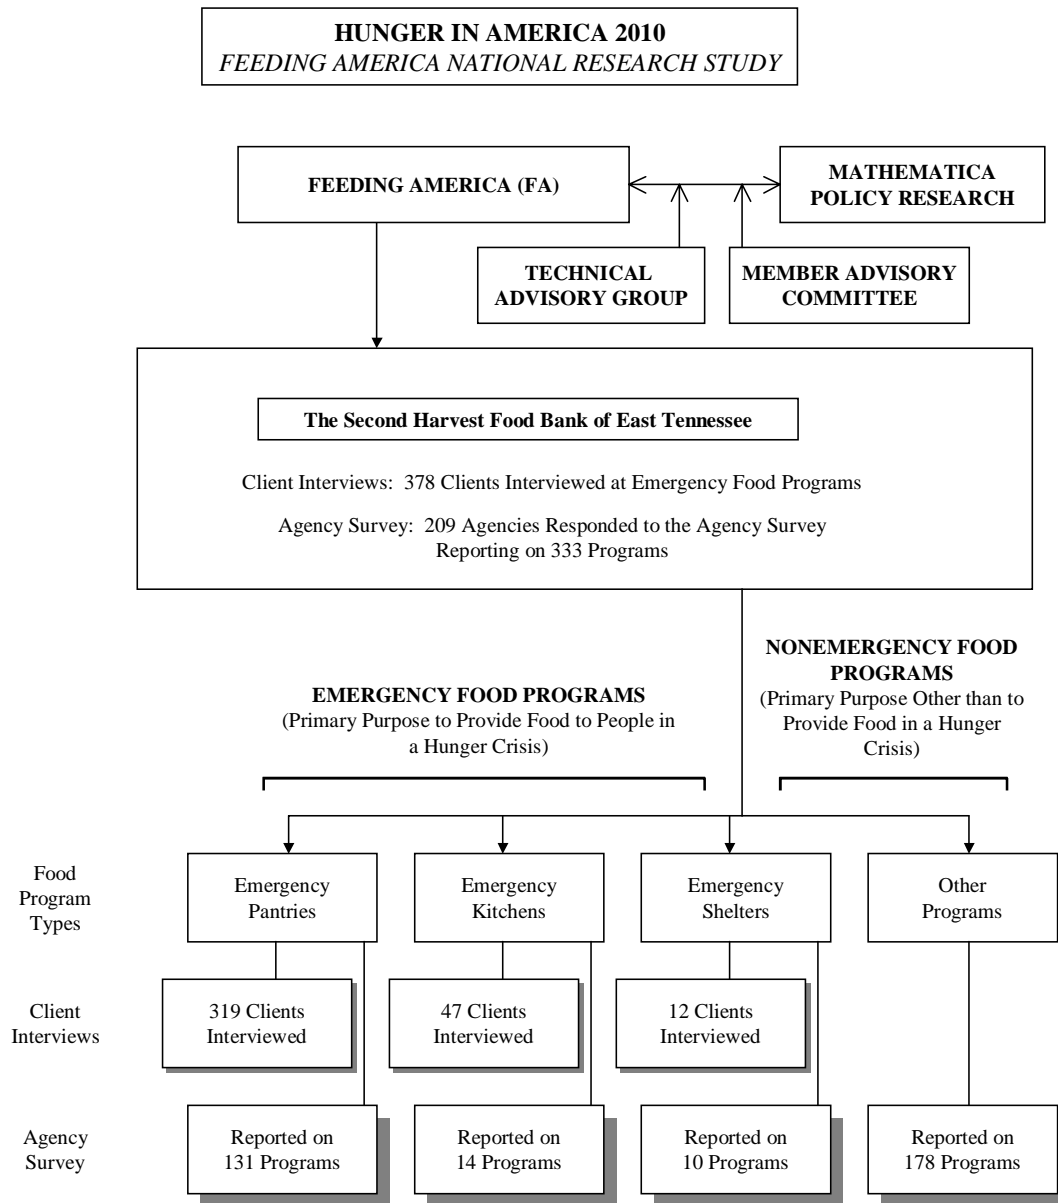 HUNGER IN AMERICA 2010
FEEDING AMERICA NATIONAL RESEARCH STUDY
FEEDING AMERICA (FA)
MATHEMATICA
POLICY RESEARCH
TECHNICAL
ADVISORY GROUP
MEMBER ADVISORY
COMMITTEE
The Second Harvest Food Bank of East Tennessee
Client Interviews: 378 Clients Interviewed at Emergency Food Programs
Agency Survey: 209 Agencies Responded to the Agency Survey
Reporting on 333 Programs
EMERGENCY FOOD PROGRAMS
(Primary Purpose to Provide Food to People in
a Hunger Crisis)
NONEMERGENCY FOOD
PROGRAMS
(Primary Purpose Other than to
Provide Food in a Hunger
Crisis)
Food
Program
Types
Emergency
Pantries
Emergency
Kitchens
Emergency
Shelters
Other
Programs
Client
Interviews
319 Clients
Interviewed
47 Clients
Interviewed
12 Clients
Interviewed
Agency
Survey
Reported on
131 Programs
Reported on
14 Programs
Reported on
10 Programs
Reported on
178 Programs